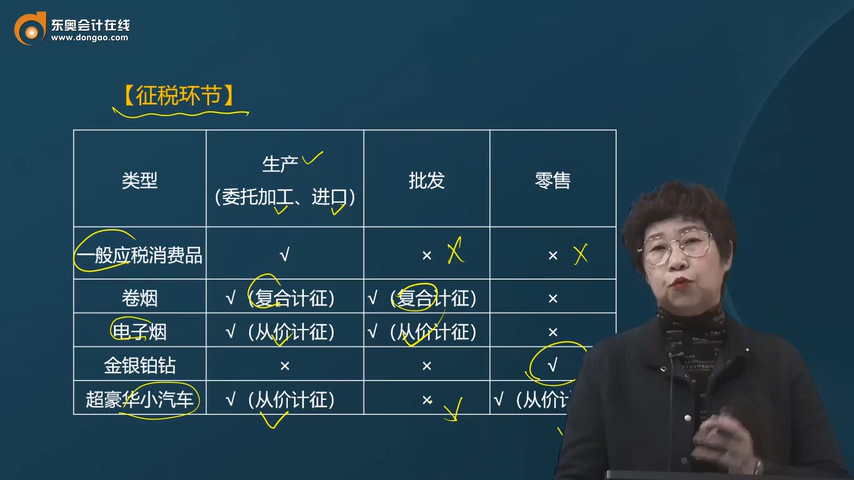 东奥会计在线
www.dongao.com
【征税环节】
类型
生产
（委托加工、进口）
批发
零售
一般应税消费品
√
×
×
卷烟
√（复合计征）
√（复合计征）
×
电子烟
√（从价计征）
√（从价计征）
×
金银铂钻
×
×
√
超豪华小汽车
√（从价计征）
×
√（从价计